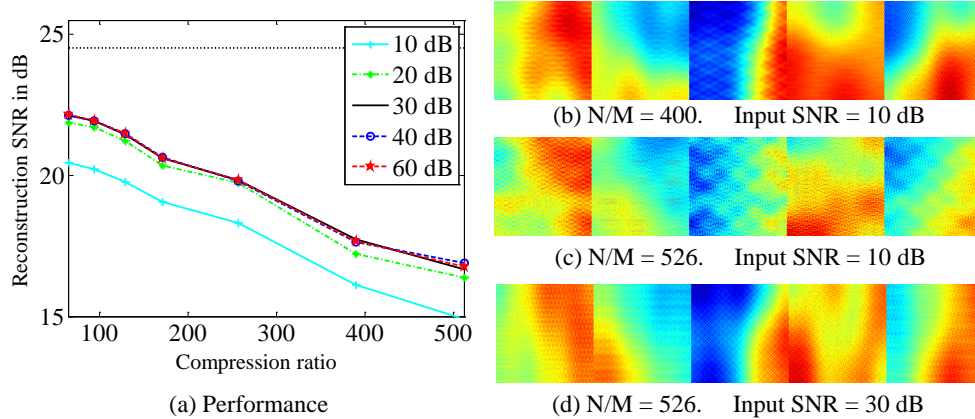 25
20
15
Reconstruction SNR in dB
10 dB
20 dB
30 dB
40 dB
60 dB
100 200 300 400 500
Compression ratio
(a) Performance
(b) N/M = 400. Input SNR = 10 dB
(c) N/M = 526. Input SNR = 10 dB
(d) N/M = 526. Input SNR = 30 dB